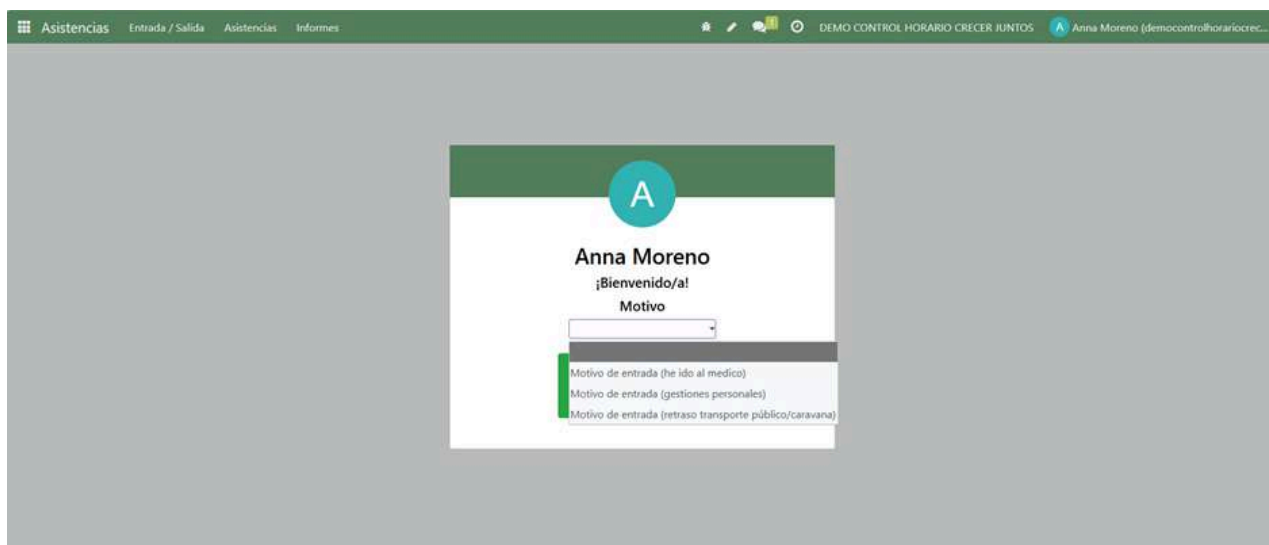 Asistencias Entrada / Salida Asistencias Informes DEMO CONTROL HORARIO CRECER JUNTOS A Anna Moreno (democontrolhorariocrec...
A
Anna Moreno
¡Bienvenido/a!
Motivo
Motivo de entrada (he ido al medico)
Motivo de entrada (gestiones personales)
Motivo de entrada (retraso transporte público/caravana)